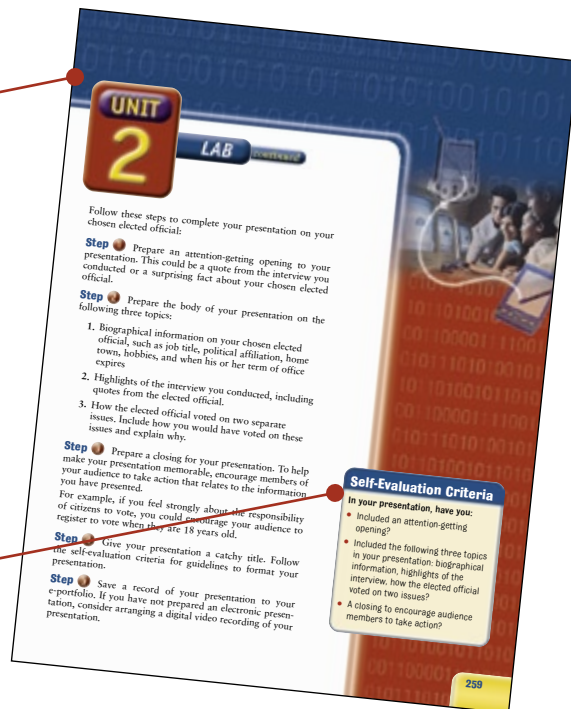 UNIT
2
LAB continued
Follow these steps to complete your presentation on your
chosen elected official:
Step Prepare an attention-getting opening to your
presentation. This could be a quote from the interview you
conducted or a surprising fact about your chosen elected
official.
Step Prepare the body of your presentation on the
following three topics:
1. Biographical information on your chosen elected
official, such as job title, political affiliation, home
town, hobbies, and when his or her term of office
expires
2. Highlights of the interview you conducted, including
quotes from the elected official.
3. How the elected official voted on two separate
issues. Include how you would have voted on these
issues and explain why.
Step Prepare a closing for your presentation. To help
make your presentation memorable, encourage members of
your audience to take action that relates to the information
you have presented.
For example, if you feel strongly about the responsibility
of citizens to vote, you could encourage your audience to
register to vote when they are 18 years old.
Step Give your presentation a catchy title. Follow
the self-evaluation criteria for guidelines to format your
presentation.
Step Save a record of your presentation to your
e-portfolio. If you have not prepared an electronic presen-
tation, consider arranging a digital video recording of your
presentation.
Self-Evaluation Criteria
In your presentation, have you:
• Included an attention-getting
opening?
• Included the following three topics
in your presentation: biographical
information, highlights of the
interview, how the elected official
voted on two issues?
• A closing to encourage audience
members to take action?
259